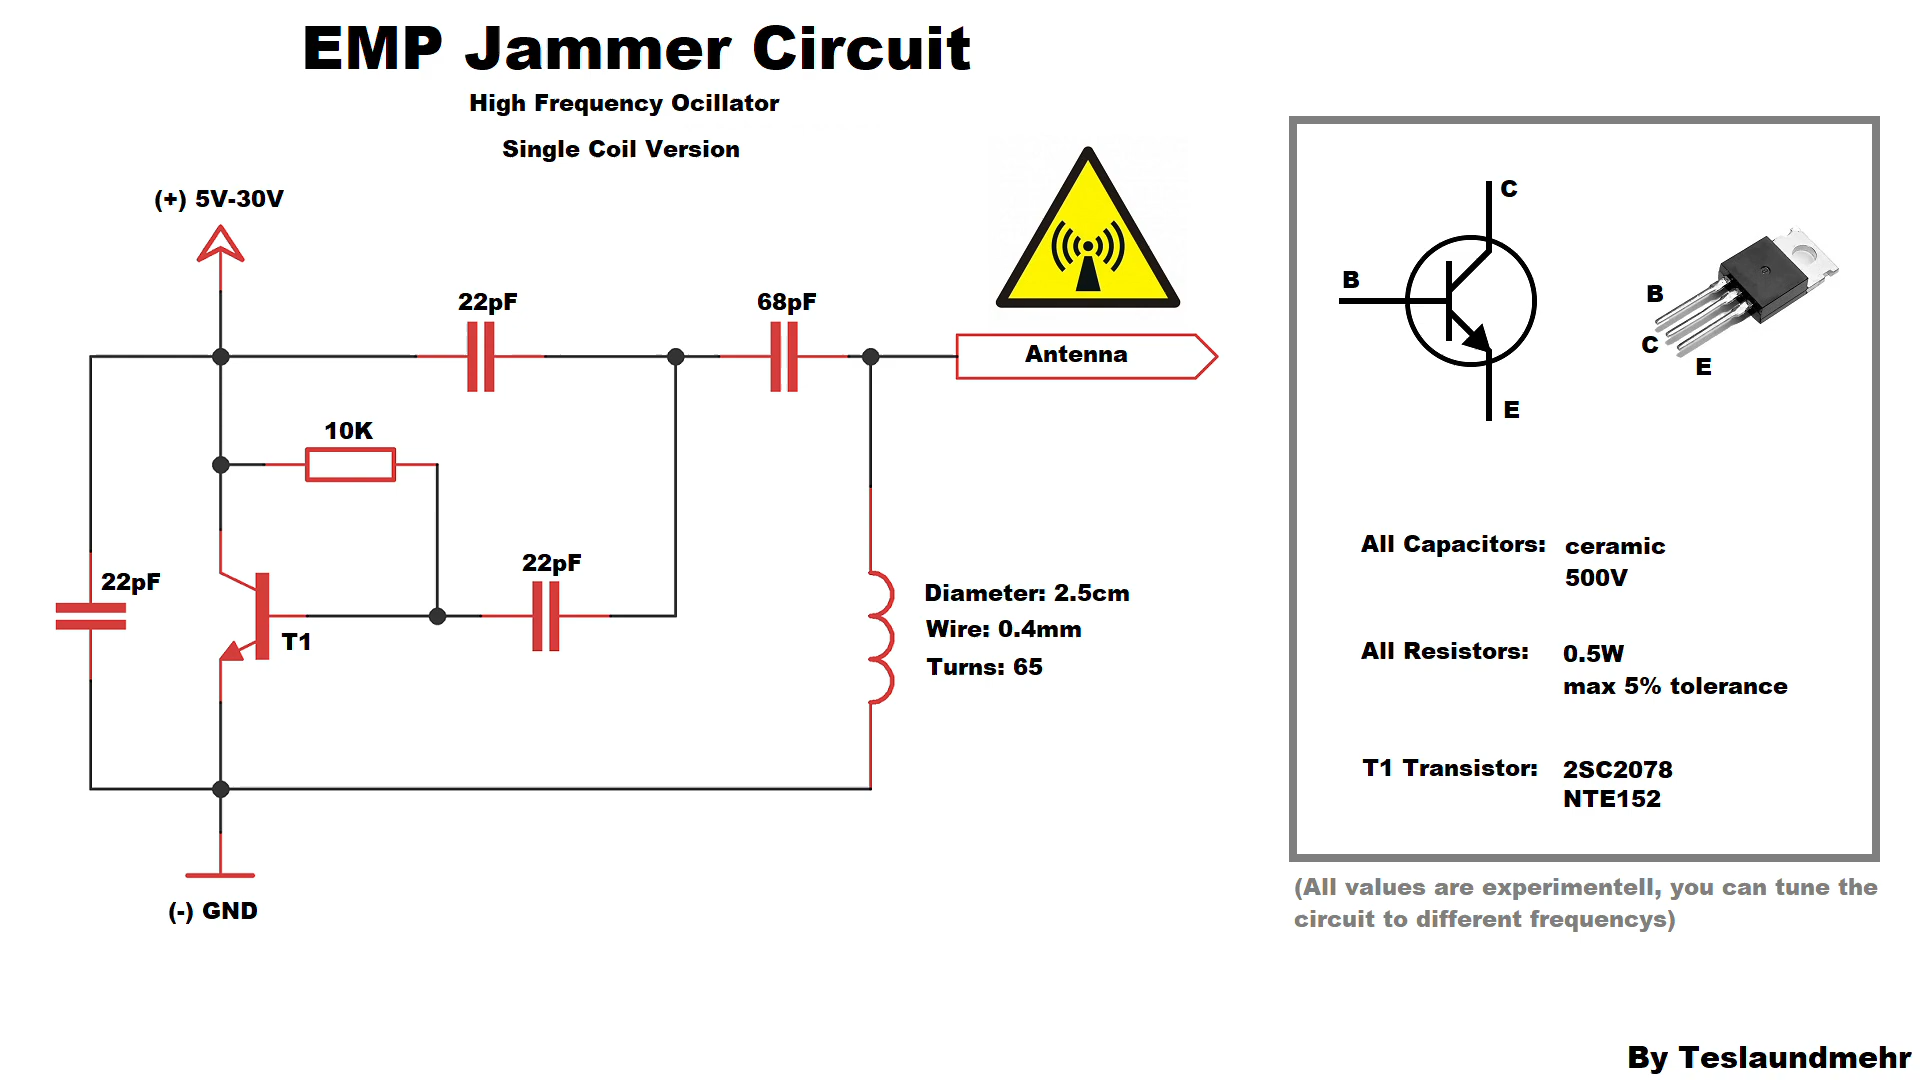 EMP Jammer Circuit
High Frequency Ocillator
Single Coil Version
(+) 5V-30V
22pF
68pF
Antenna
10K
22pF
22pF
T1
Diameter: 2.5cm
Wire: 0.4mm
Turns: 65
(-) GND
C
B
E
B
C
E
All Capacitors: ceramic
500V
All Resistors: 0.5W
max 5% tolerance
T1 Transistor: 2SC2078
NTE152
(All values are experimentell, you can tune the
circuit to different frequencys)
By Teslaundmehr